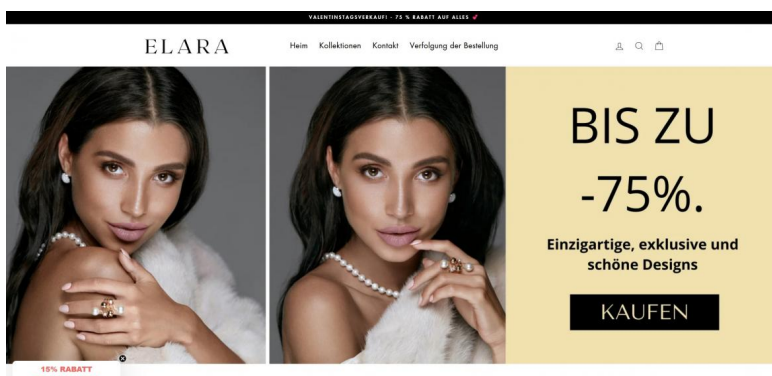 VALENTINSTAGSVERKAUF! - 75 % RABATT AUF ALLES
ELARA
Heim Kollektionen Kontakt Verfolgung der Bestellung
BIS ZU
-75%.
Einzigartige, exklusive und
schöne Designs
KAUFEN
15% RABATT